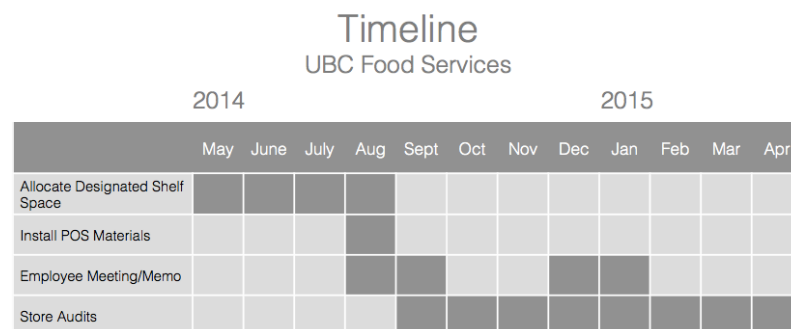 Timeline
UBC Food Services
2014 2015
May June July Aug Sept Oct Nov Dec Jan Feb Mar Apr
Allocate Designated Shelf
Space
Install POS Materials
Employee Meeting/Memo
Store Audits